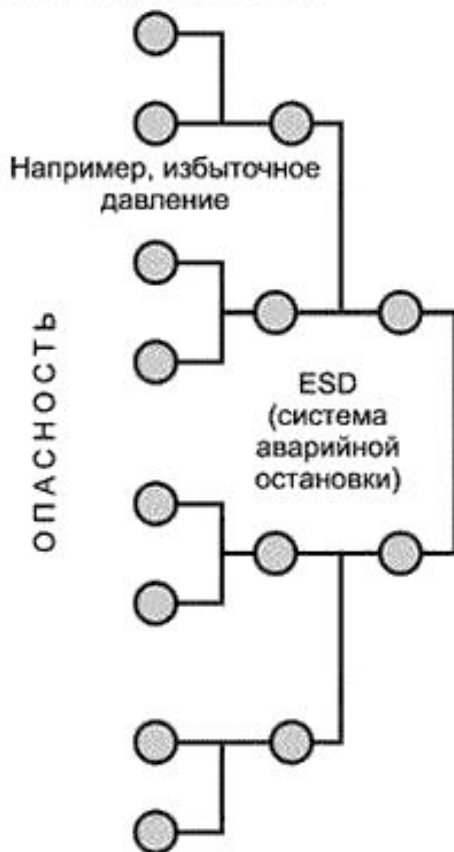 Например, избыточное
давление
ОПАСНОСТЬ
ESD
(система
аварийной
остановки)